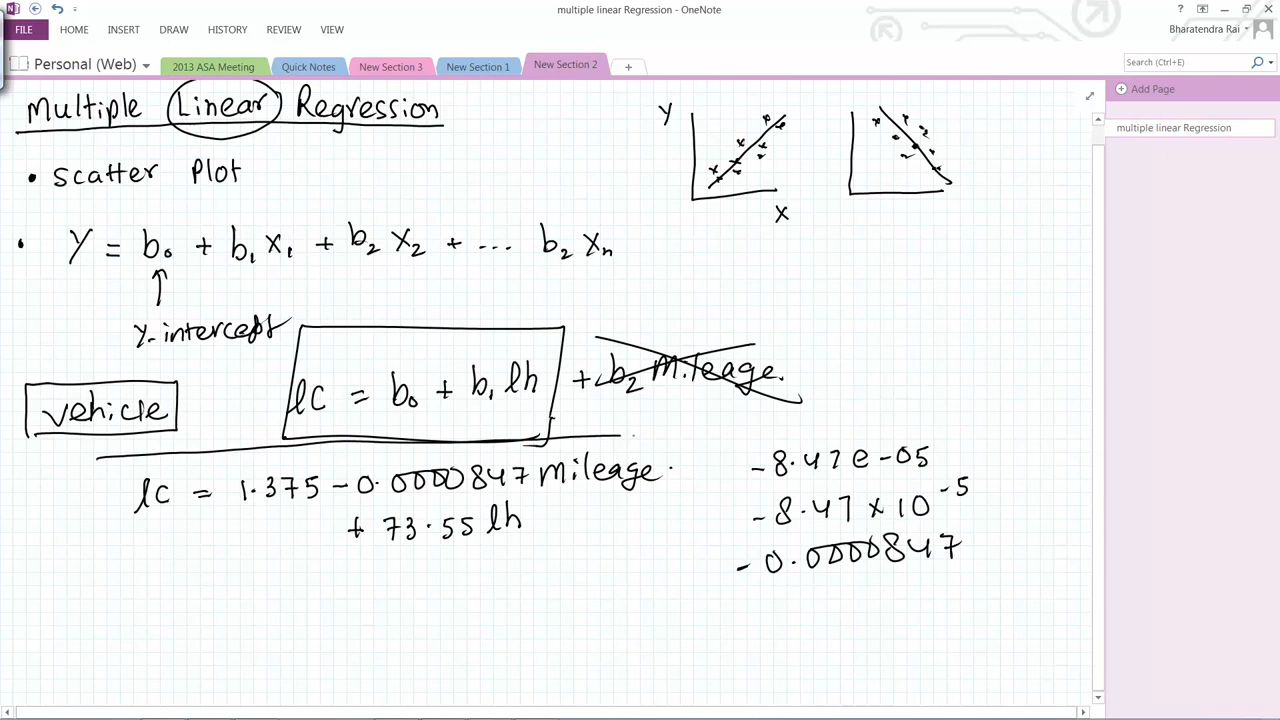 multiple linear Regression - OneNote
FILE HOME INSERT DRAW HISTORY REVIEW VIEW
Bharatendra Rai
Personal (Web) 2013 ASA Meeting Quick Notes New Section 3 New Section 1 New Section 2 +
Search (Ctrl+E)
Add Page
multiple linear Regression
Multiple Linear Regression
Y
X
• Scatter Plot
• Y = b₀ + b₁ X₁ + b₂ X₂ + ... b₂ Xn
Y-intercept
vehicle
lc = b₀ + b₁ lh + b₂ Mileage.
lc = 1.375 - 0.0000847 Mileage.
+ 73.55 lh
-8.47e-05
-8.47 x 10⁻⁵
-0.0000847